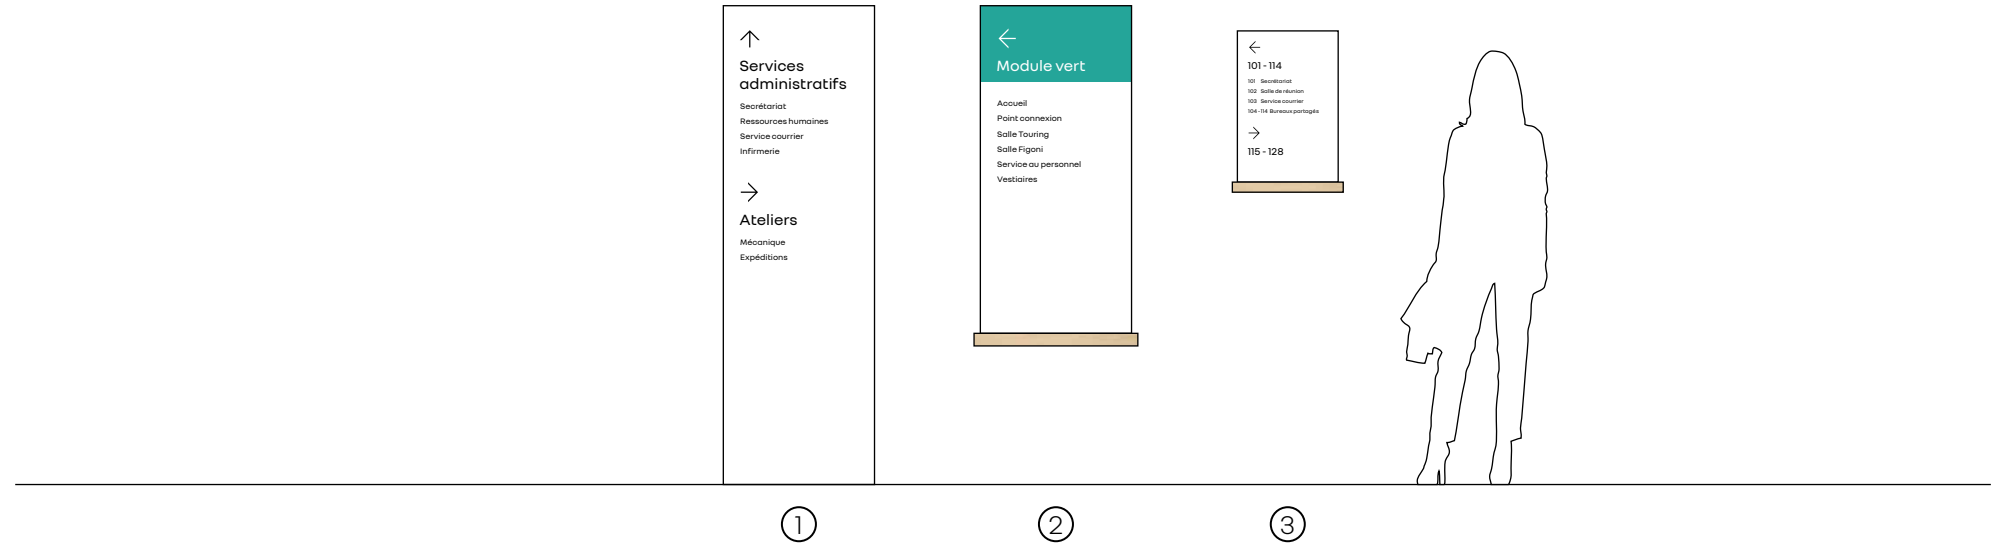 Services
administratifs
Secrétariat
Ressources humaines
Service courrier
Infirmerie
Ateliers
Mécanique
Expéditions
Module vert
Accueil
Point connexion
Salle Touring
Salle Figoni
Service au personnel
Vestiaires
101 - 114
101 Secrétariat
102 Salle de réunion
103 Service courrier
104-114 Bureaux partagés
115 - 128
1
2
3